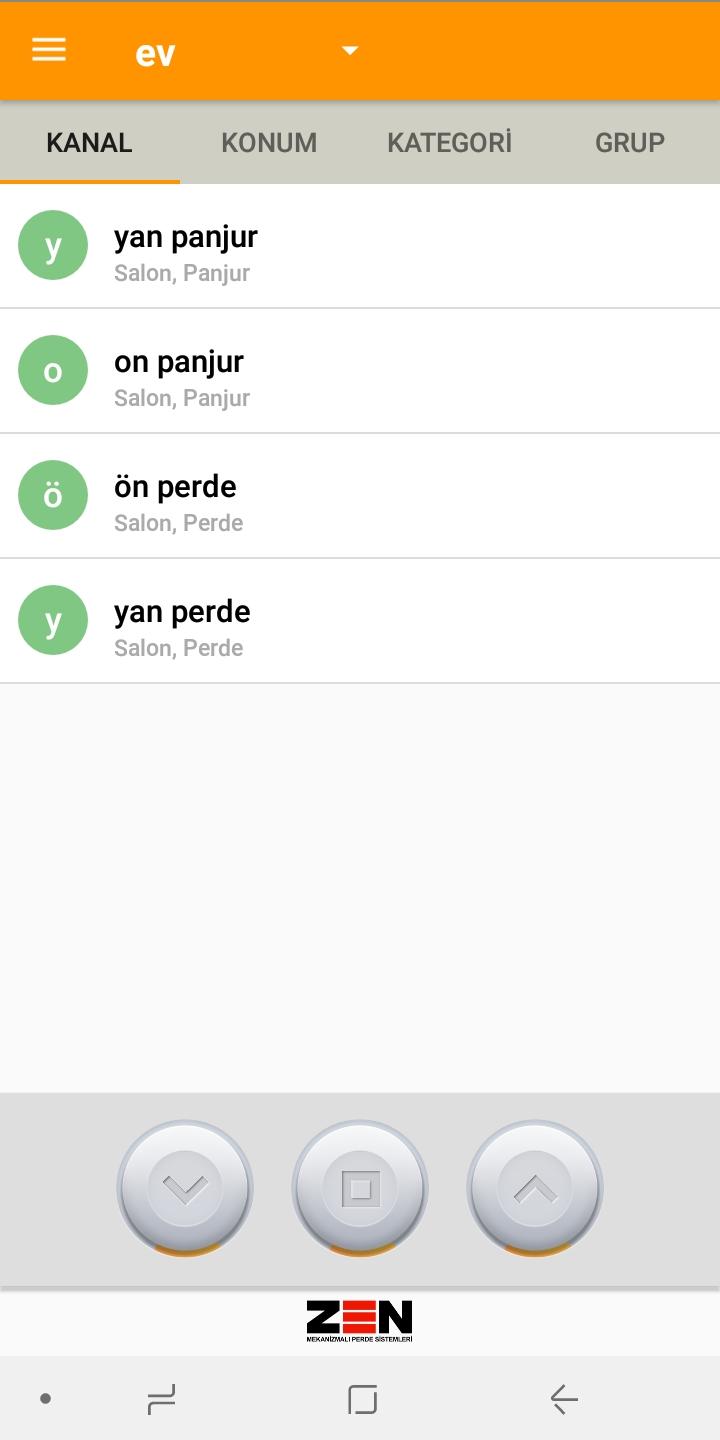 ev
KANAL KONUM KATEGORİ GRUP
y
yan panjur
Salon, Panjur
o
on panjur
Salon, Panjur
ö
ön perde
Salon, Perde
y
yan perde
Salon, Perde
ZEN
MEKANİZMALI PERDE SİSTEMLERİ